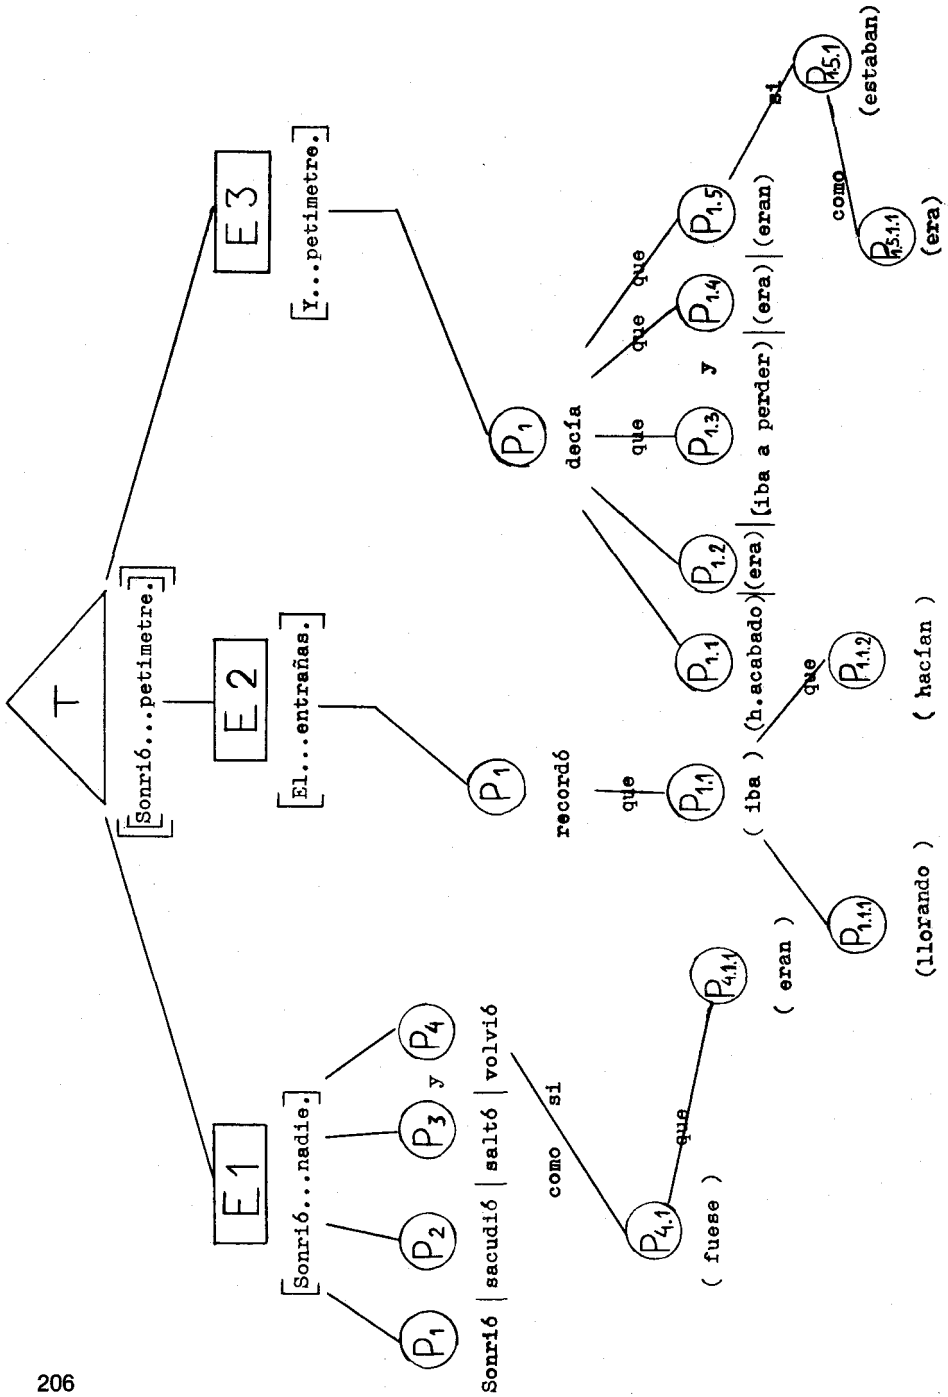 T
[[Sonrió...petimetre.]]
E 1
E 2
E 3
[Sonrió...nadie.]
[El...entrañas.]
[Y...petimetre.]
P1 P2 P3 y P4
Sonrió | sacudió | saltó | volvió
como si
P4.1
( fuese )
que
P4.1.1
( eran )
P1
recordó
que
P1.1
( iba )
que
P1.1.1
P1.1.2
(llorando )
( hacían )
P1
decía
que que que
P1.1 P1.2 P1.3 y P1.4 P1.5
(h.acabado)|(era)|(iba a perder)|(era)|(eran)
si
P1.5.1
(estaban)
como
P1.5.1.1
(era)
206